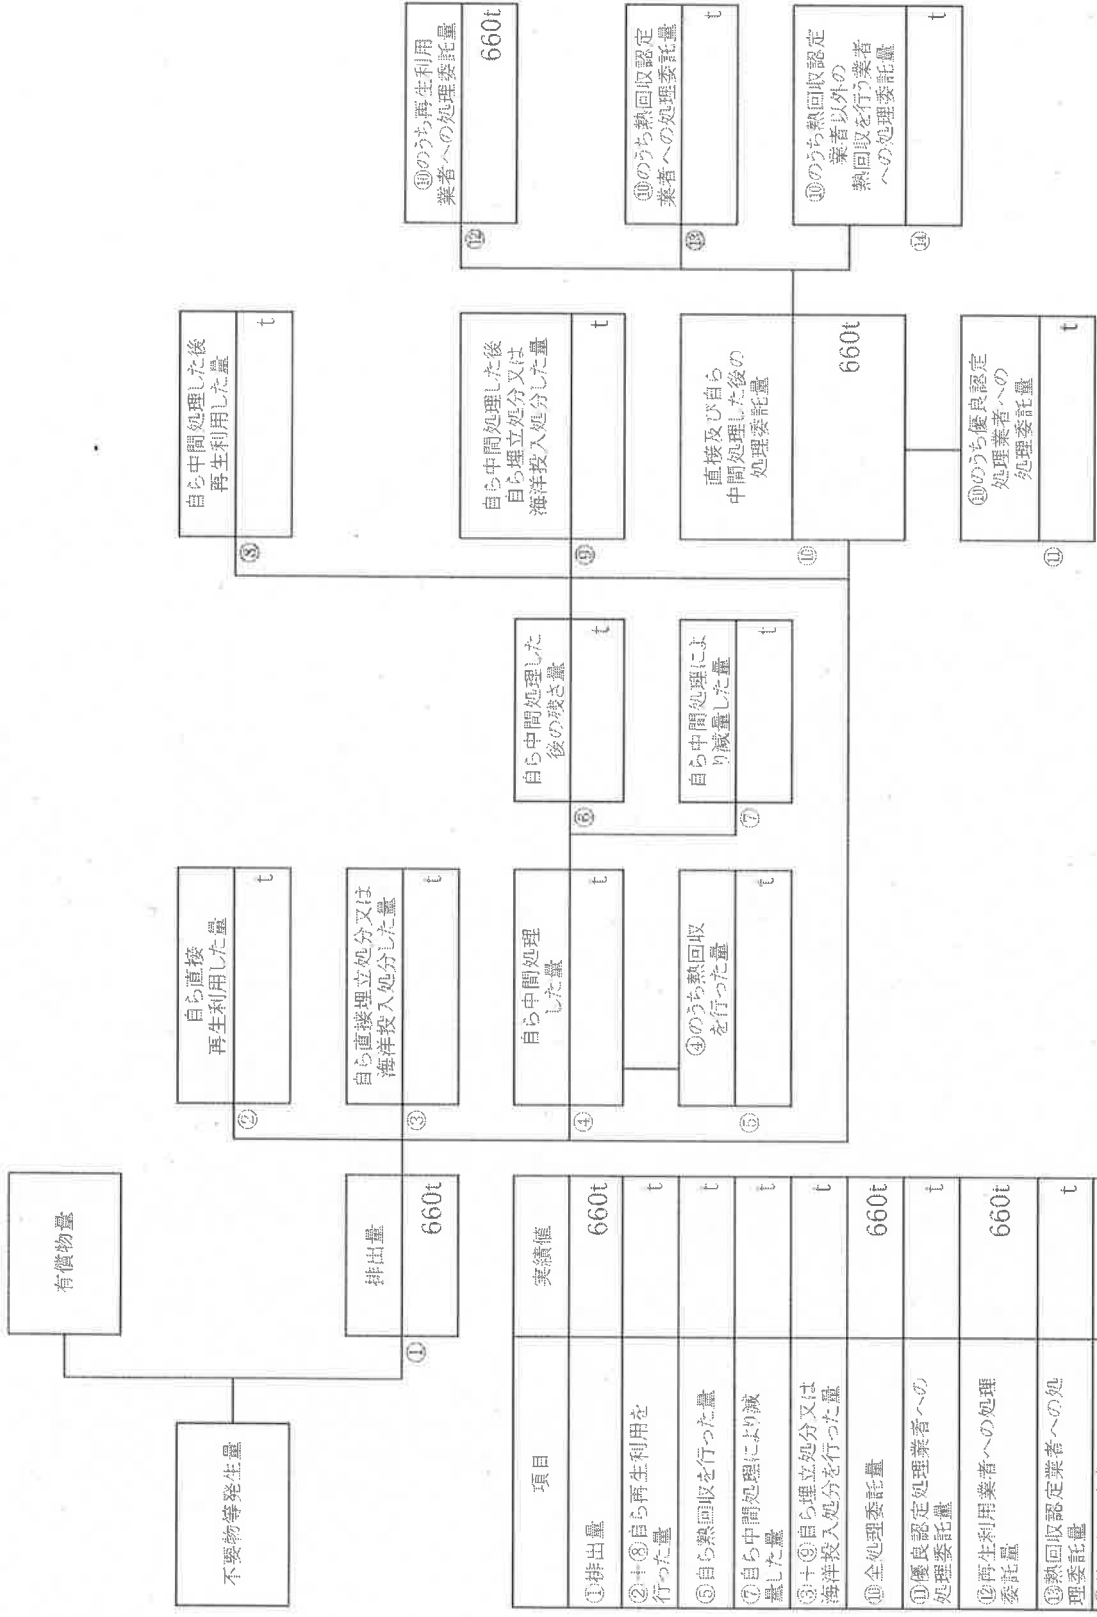 不要物等発生量
有償物量
①
排出量
660t
②
自ら直接
再生利用した量
t
③
自ら直接埋立処分又は
海洋投入処分した量
t
④
自ら中間処理
した量
t
⑤
④のうち熱回収
を行った量
t
⑥
自ら中間処理した
後の残さ量
t
⑦
自ら中間処理によ
り減量した量
t
⑧
自ら中間処理した後
再生利用した量
t
⑨
自ら中間処理した後
自ら埋立処分又は
海洋投入処分した量
t
⑩
直接及び自ら
中間処理した後の
処理委託量
660t
⑪
⑩のうち優良認定
処理業者への
処理委託量
t
⑫
⑩のうち再生利用
業者への処理委託量
660t
⑬
⑩のうち熱回収認定
業者への処理委託量
t
⑭
⑩のうち熱回収認定
業者以外の
熱回収を行う業者
への処理委託量
t
項目
実績値
①排出量
660t
②+⑧自ら再生利用を
行った量
t
⑤自ら熱回収を行った量
t
⑦自ら中間処理により減
量した量
t
③+⑨自ら埋立処分又は
海洋投入処分を行った量
t
⑩全処理委託量
660t
⑪優良認定処理業者への
処理委託量
t
⑫再生利用業者への処理
委託量
660t
⑬熱回収認定業者への処
理委託量
t